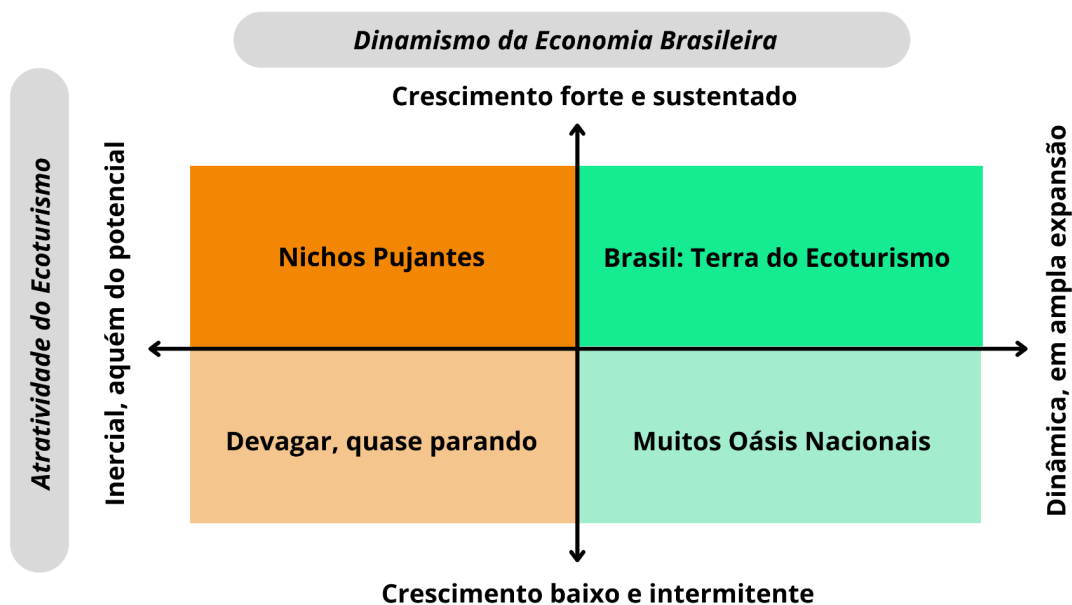 Dinamismo da Economia Brasileira
Crescimento forte e sustentado
Atratividade do Ecoturismo
Inercial, aquém do potencial
Dinâmica, em ampla expansão
Nichos Pujantes
Brasil: Terra do Ecoturismo
Devagar, quase parando
Muitos Oásis Nacionais
Crescimento baixo e intermitente